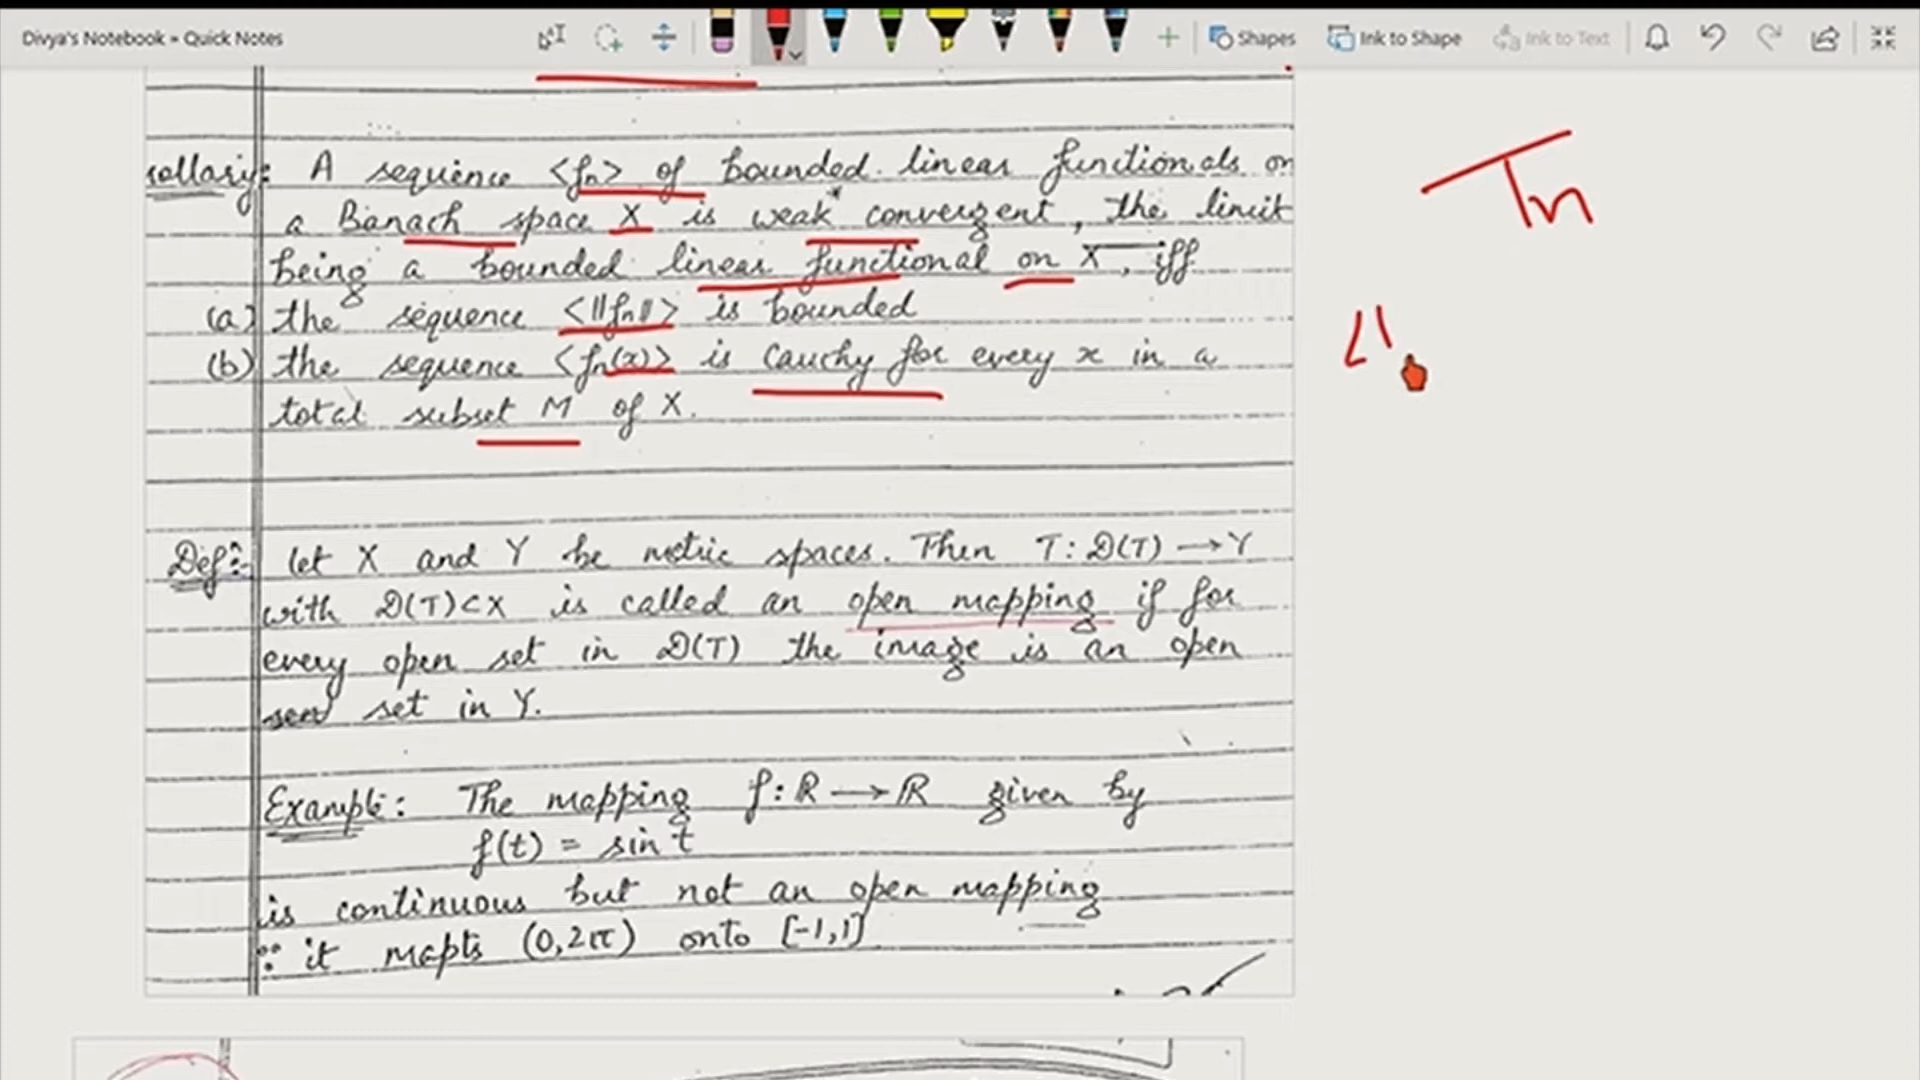 Divya's Notebook » Quick Notes
Shapes Ink to Shape Ink to Text
rollary: A sequence <fn> of bounded linear functionals on
a Banach space X is weak* convergent, the limit
being a bounded linear functional on X, iff
(a) the sequence <||fn||> is bounded
(b) the sequence <fn(x)> is Cauchy for every x in a
total subset M of X.
Tn
Def^n:- Let X and Y be metric spaces. Then T: D(T) → Y
with D(T)⊂X is called an open mapping if for
every open set in D(T) the image is an open
set in Y.
Example: The mapping f: R → R given by
f(t) = sin t
is continuous but not an open mapping
∵ it mapts (0,2π) onto [-1,1]